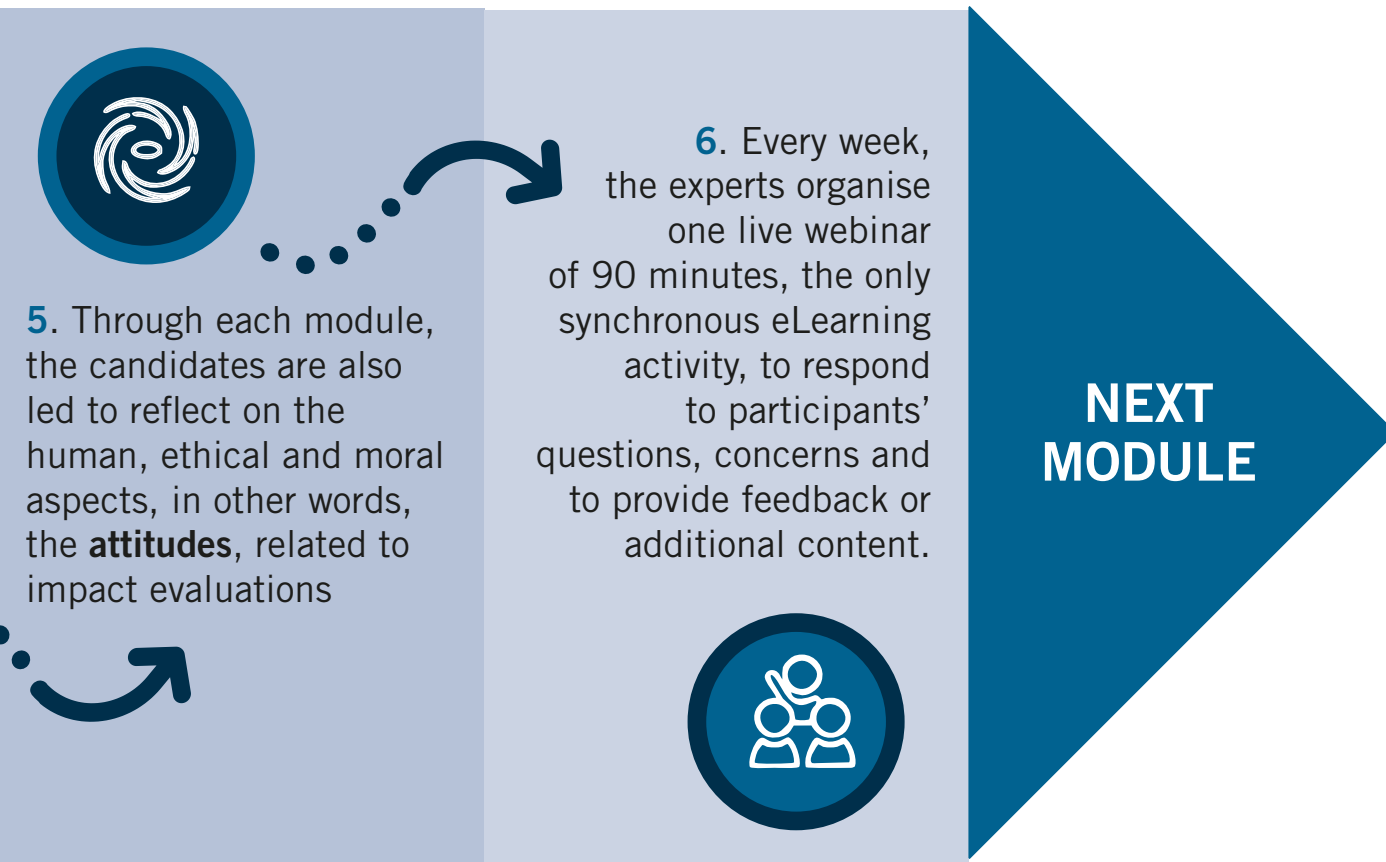 5. Through each module,
the candidates are also
led to reflect on the
human, ethical and moral
aspects, in other words,
the attitudes, related to
impact evaluations
6. Every week,
the experts organise
one live webinar
of 90 minutes, the only
synchronous eLearning
activity, to respond
to participants’
questions, concerns and
to provide feedback or
additional content.
NEXT
MODULE